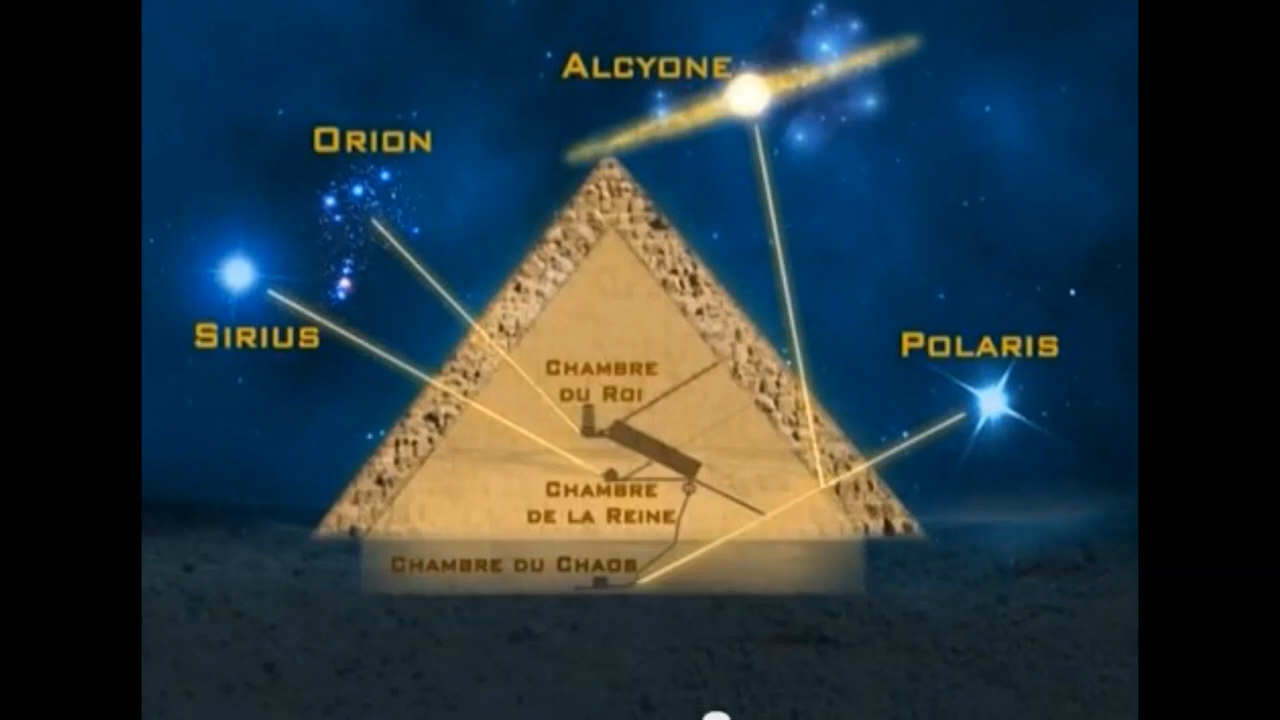 Alcyone
Orion
Sirius
Polaris
Chambre
du Roi
Chambre
de la Reine
Chambre du Chaos